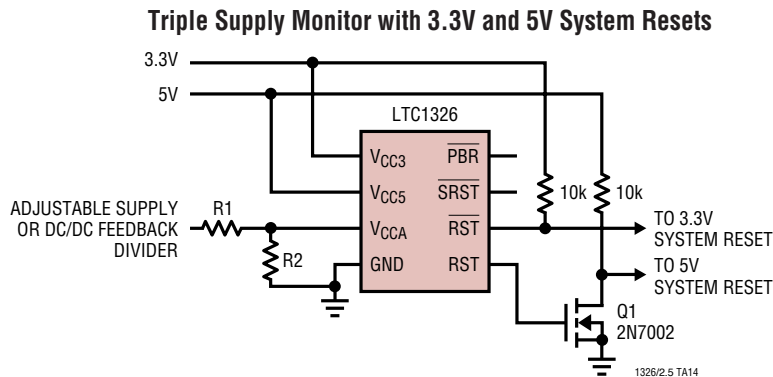 Triple Supply Monitor with 3.3V and 5V System Resets
3.3V
5V
LTC1326
VCC3
PBR
VCC5
SRST
10k
10k
ADJUSTABLE SUPPLY
OR DC/DC FEEDBACK
DIVIDER
R1
VCCA
RST
TO 3.3V
SYSTEM RESET
R2
GND
RST
TO 5V
SYSTEM RESET
Q1
2N7002
1326/2.5 TA14